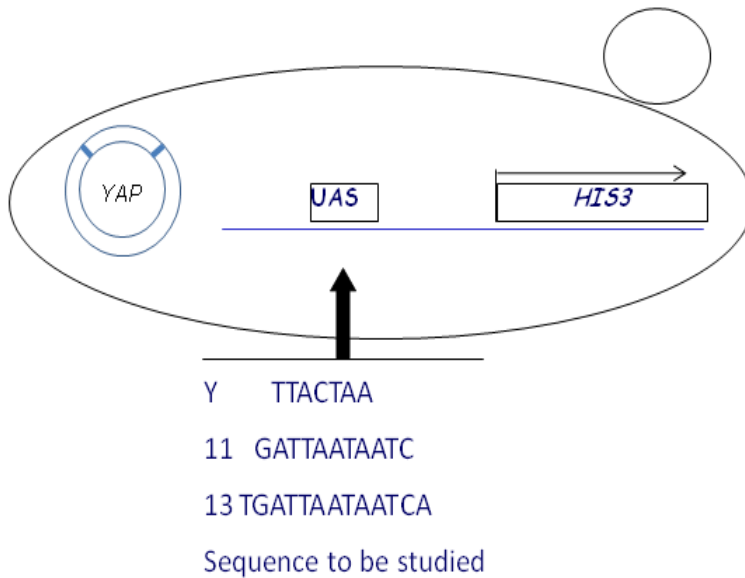 YAP
UAS
HIS3
Y TTACTAA
11 GATTAATAATC
13 TGATTAATAATCA
Sequence to be studied